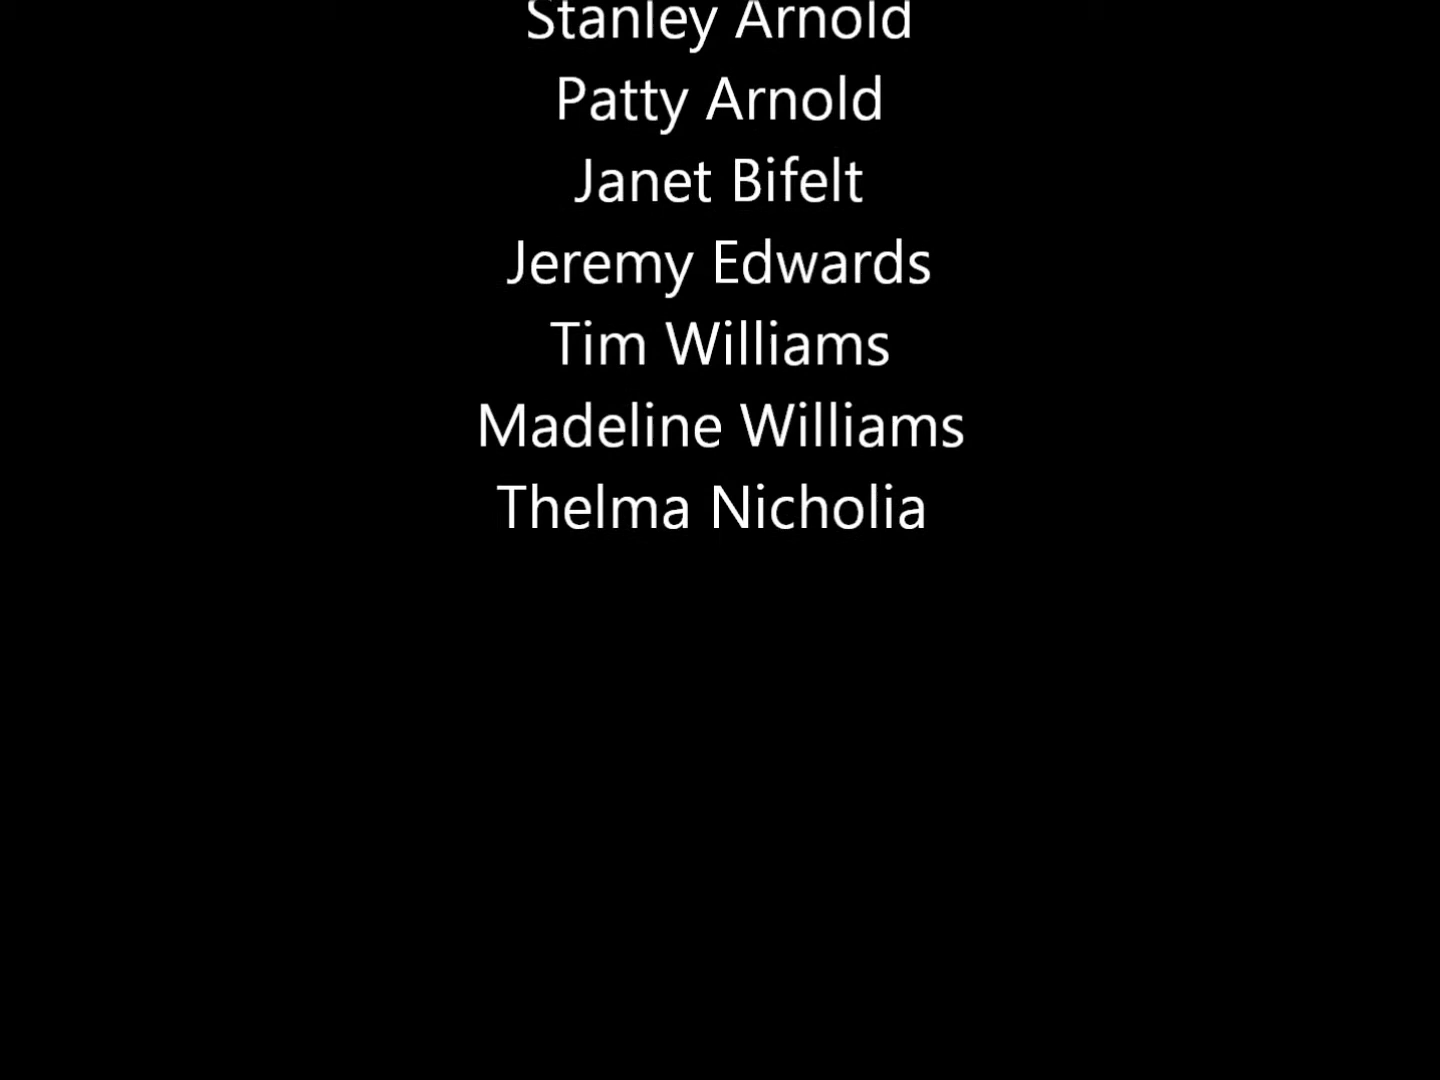 Stanley Arnold
Patty Arnold
Janet Bifelt
Jeremy Edwards
Tim Williams
Madeline Williams
Thelma Nicholia